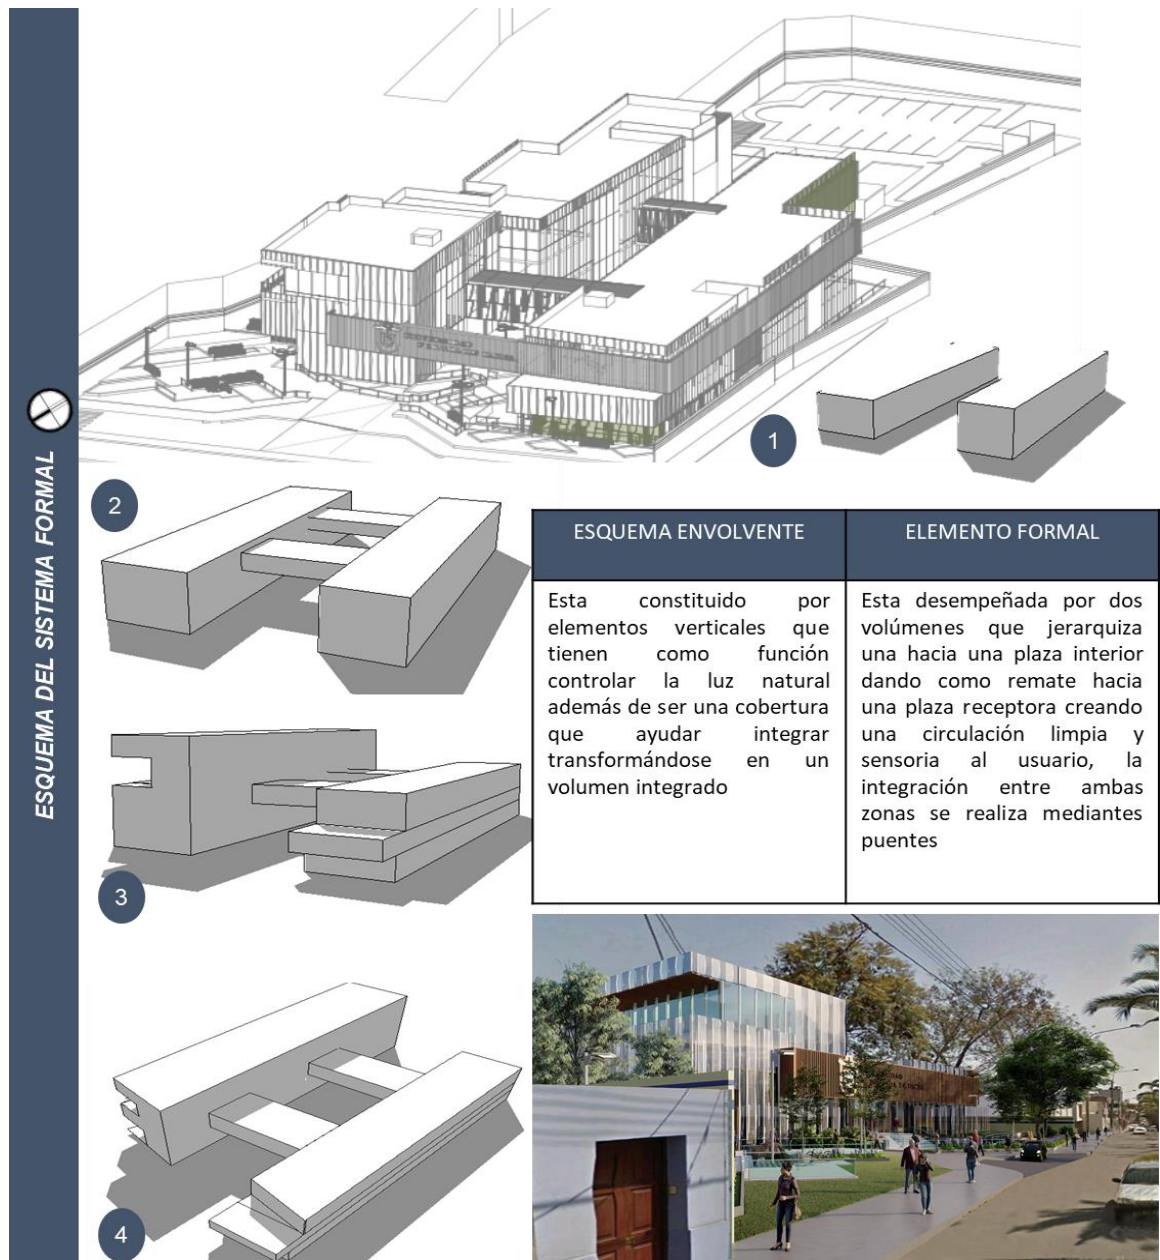 ESQUEMA DEL SISTEMA FORMAL
1
2
ESQUEMA ENVOLVENTE
ELEMENTO FORMAL
Esta constituido por
elementos verticales que
tienen como función
controlar la luz natural
además de ser una cobertura
que ayudar integrar
transformándose en un
volumen integrado
Esta desempeñada por dos
volúmenes que jerarquiza
una hacia una plaza interior
dando como remate hacia
una plaza receptora creando
una circulación limpia y
sensoria al usuario, la
integración entre ambas
zonas se realiza mediantes
puentes
3
4